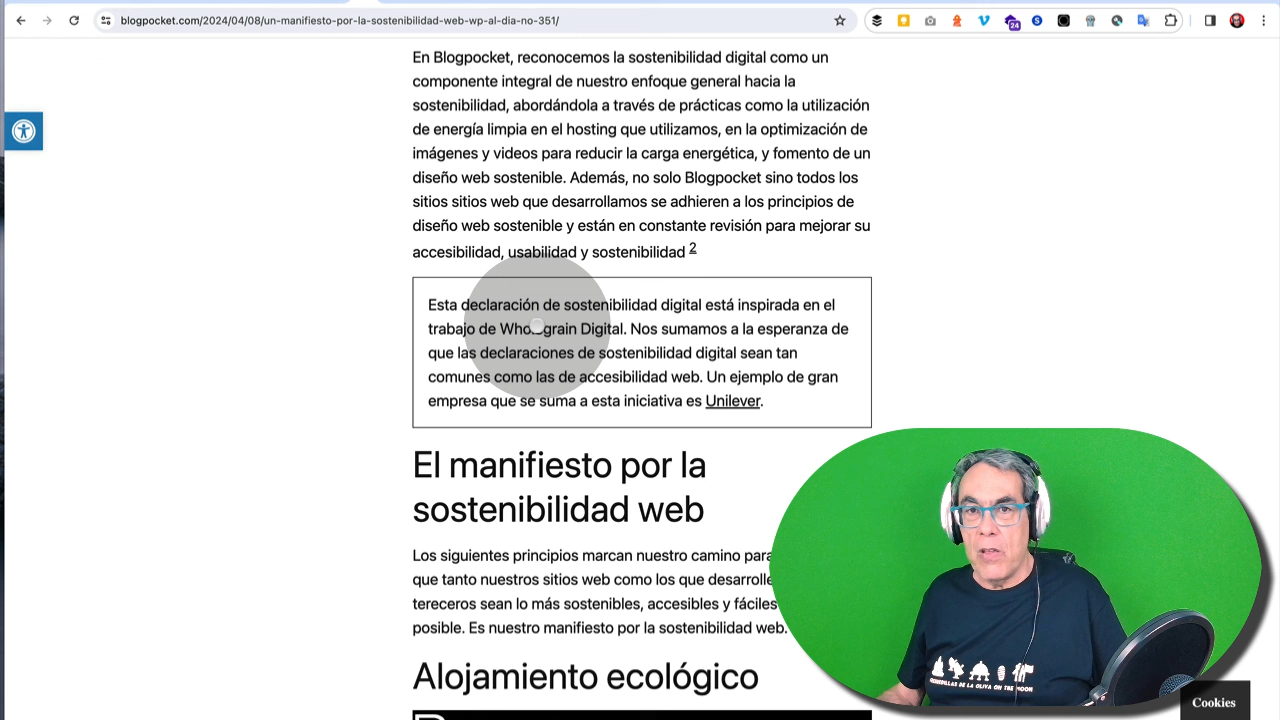 blogpocket.com/2024/04/08/un-manifiesto-por-la-sostenibilidad-web-wp-al-dia-no-351/
24
En Blogpocket, reconocemos la sostenibilidad digital como un
componente integral de nuestro enfoque general hacia la
sostenibilidad, abordándola a través de prácticas como la utilización
de energía limpia en el hosting que utilizamos, en la optimización de
imágenes y videos para reducir la carga energética, y fomento de un
diseño web sostenible. Además, no solo Blogpocket sino todos los
sitios sitios web que desarrollamos se adhieren a los principios de
diseño web sostenible y están en constante revisión para mejorar su
accesibilidad, usabilidad y sostenibilidad 2
Esta declaración de sostenibilidad digital está inspirada en el
trabajo de Wholegrain Digital. Nos sumamos a la esperanza de
que las declaraciones de sostenibilidad digital sean tan
comunes como las de accesibilidad web. Un ejemplo de gran
empresa que se suma a esta iniciativa es Unilever.
El manifiesto por la
sostenibilidad web
Los siguientes principios marcan nuestro camino para
que tanto nuestros sitios web como los que desarrolle
tereceros sean lo más sostenibles, accesibles y fáciles
posible. Es nuestro manifiesto por la sostenibilidad web.
Alojamiento ecológico
DE LA OLIVA ON THE MOON
Cookies